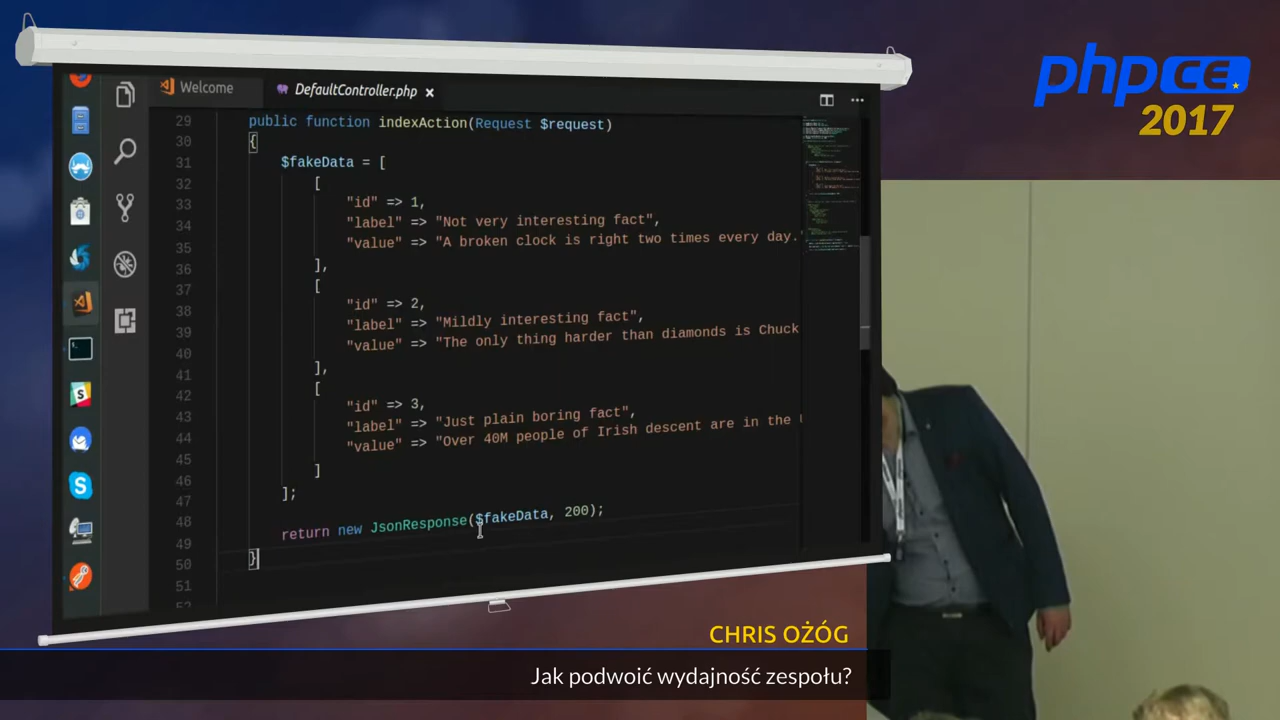 Welcome
DefaultController.php
29 public function indexAction(Request $request)
30 {
31 $fakeData = [
32 [
33 "id" => 1,
34 "label" => "Not very interesting fact",
35 "value" => "A broken clock is right two times every day.
36 ],
37 [
38 "id" => 2,
39 "label" => "Mildly interesting fact",
40 "value" => "The only thing harder than diamonds is Chuck
41 ],
42 [
43 "id" => 3,
44 "label" => "Just plain boring fact",
45 "value" => "Over 40M people of Irish descent are in the
46 ]
47 ];
48 return new JsonResponse($fakeData, 200);
49
50 }
51
52
phpCE
2017
CHRIS OŻÓG
Jak podwoić wydajność zespołu?